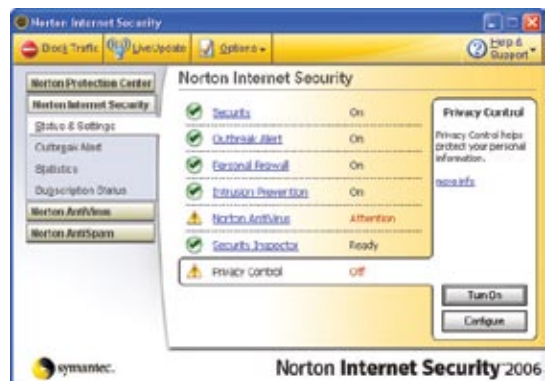 Norton Internet Security
Block Traffic LiveUpdate Options Help & Support
Norton Protection Center
Norton Internet Security
Status & Settings
Outbreak Alert
Statistics
Subscription Status
Norton AntiVirus
Norton AntiSpam
Norton Internet Security
Security On
Outbreak Alert On
Personal Firewall On
Intrusion Prevention On
Norton AntiVirus Attention
Security Inspector Ready
Privacy Control Off
Privacy Control
Privacy Control helps
protect your personal
information.
more info
Turn On
Configure
symantec.
Norton Internet Security 2006